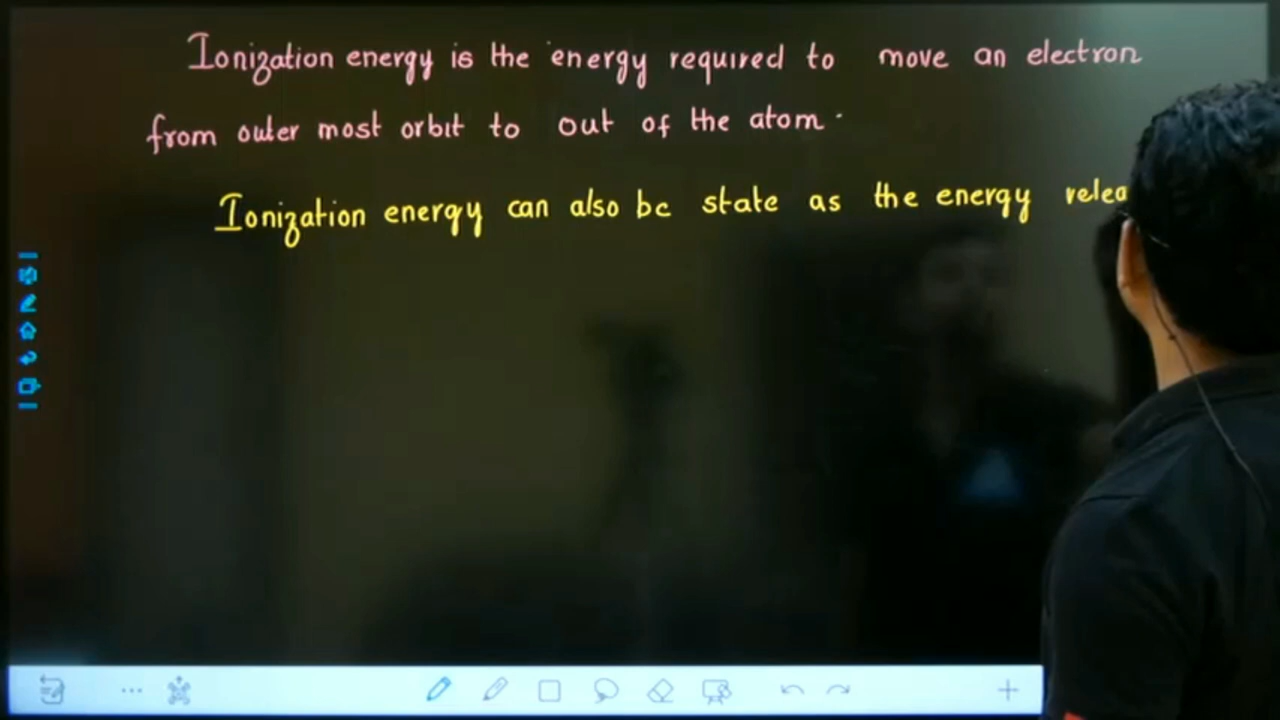 Ionization energy is the energy required to move an electron
from outer most orbit to out of the atom.
Ionization energy can also be state as the energy relea